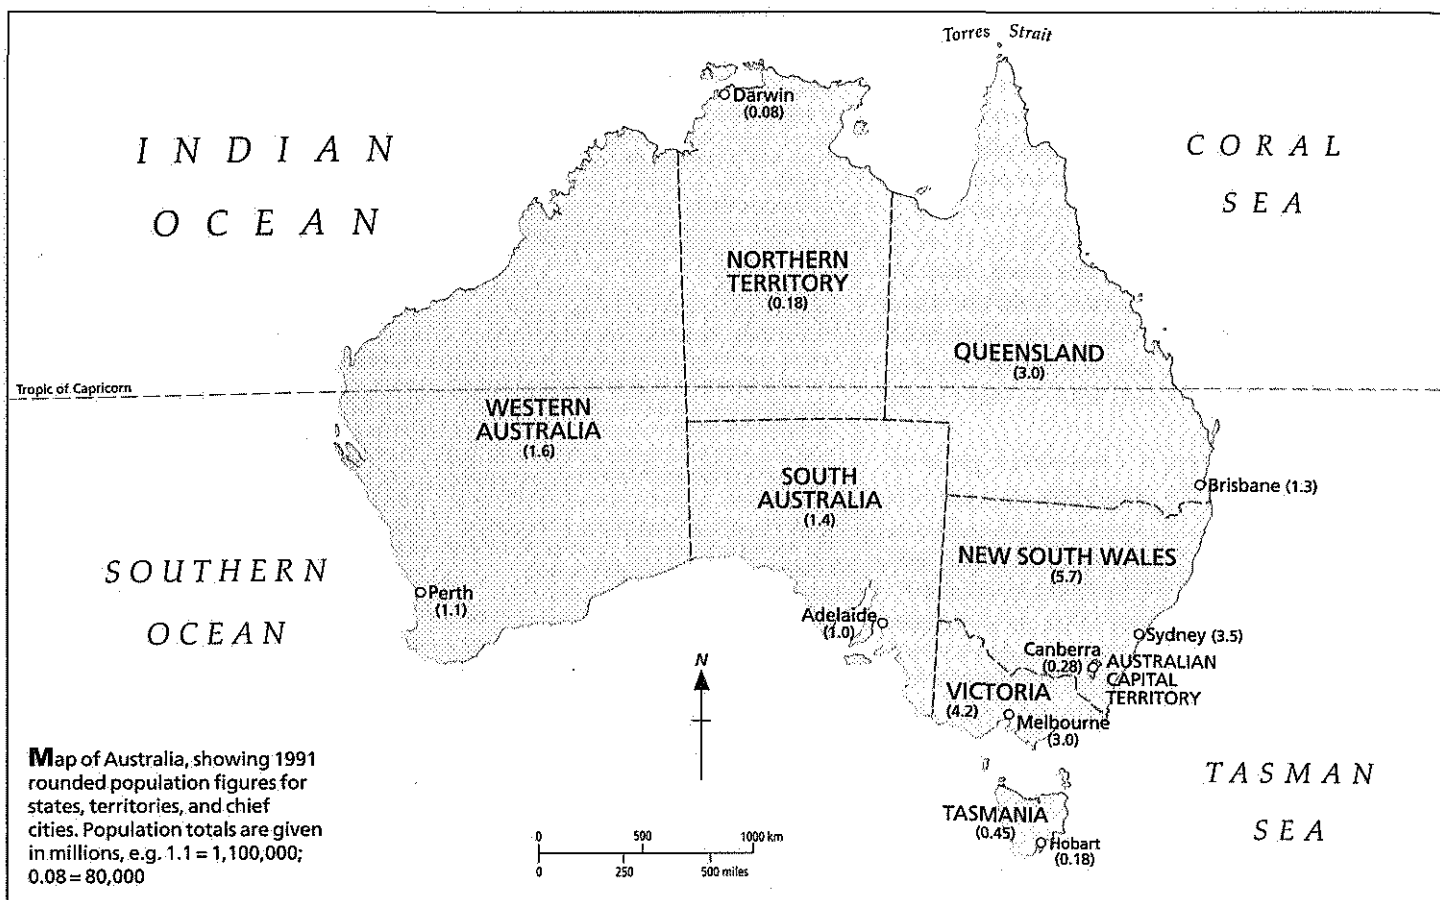 Torres Strait
INDIAN
OCEAN
CORAL
SEA
Darwin
(0.08)
NORTHERN
TERRITORY
(0.18)
QUEENSLAND
(3.0)
Tropic of Capricorn
WESTERN
AUSTRALIA
(1.6)
SOUTH
AUSTRALIA
(1.4)
Brisbane (1.3)
NEW SOUTH WALES
(5.7)
SOUTHERN
OCEAN
Perth
(1.1)
Adelaide
(1.0)
Sydney (3.5)
Canberra
(0.28)
AUSTRALIAN
CAPITAL
TERRITORY
VICTORIA
(4.2)
Melbourne
(3.0)
N
TASMAN
SEA
TASMANIA
(0.45)
Hobart
(0.18)
Map of Australia, showing 1991
rounded population figures for
states, territories, and chief
cities. Population totals are given
in millions, e.g. 1.1 = 1,100,000;
0.08 = 80,000
0 500 1000 km
0 250 500 miles